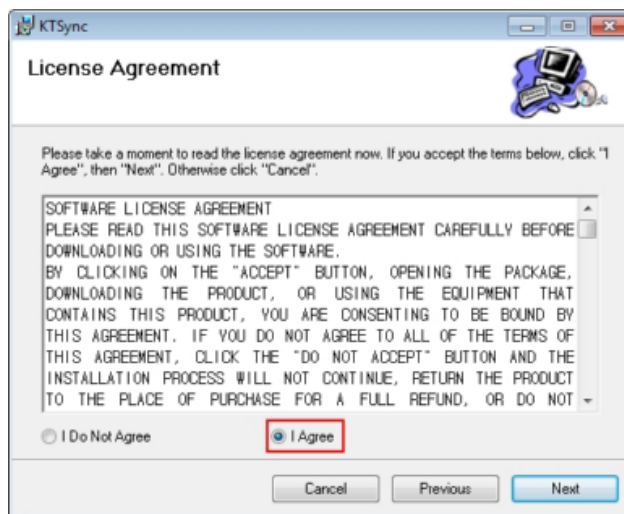 KTSync
License Agreement
Please take a moment to read the license agreement now. If you accept the terms below, click "I
Agree", then "Next". Otherwise click "Cancel".
SOFTWARE LICENSE AGREEMENT
PLEASE READ THIS SOFTWARE LICENSE AGREEMENT CAREFULLY BEFORE
DOWNLOADING OR USING THE SOFTWARE.
BY CLICKING ON THE "ACCEPT" BUTTON, OPENING THE PACKAGE,
DOWNLOADING THE PRODUCT, OR USING THE EQUIPMENT THAT
CONTAINS THIS PRODUCT, YOU ARE CONSENTING TO BE BOUND BY
THIS AGREEMENT. IF YOU DO NOT AGREE TO ALL OF THE TERMS OF
THIS AGREEMENT, CLICK THE "DO NOT ACCEPT" BUTTON AND THE
INSTALLATION PROCESS WILL NOT CONTINUE, RETURN THE PRODUCT
TO THE PLACE OF PURCHASE FOR A FULL REFUND, OR DO NOT
I Do Not Agree
I Agree
Cancel
Previous
Next